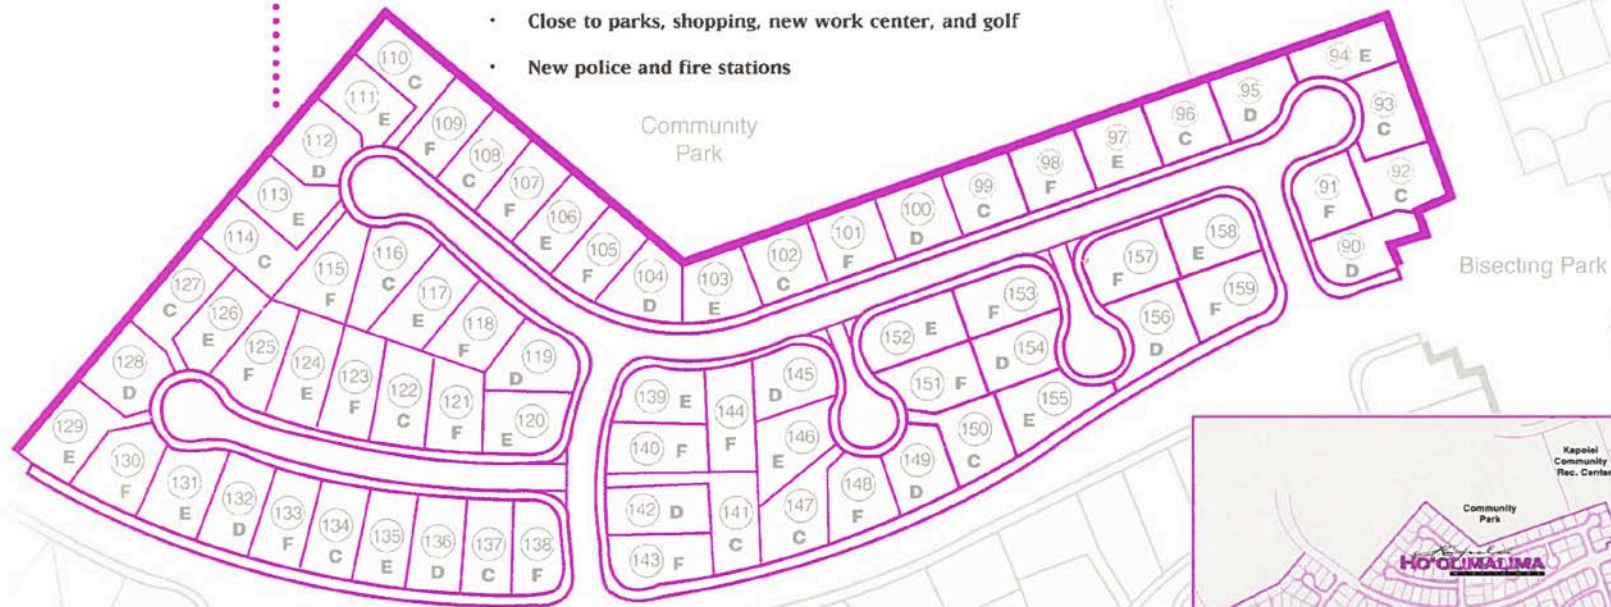 • Close to parks, shopping, new work center, and golf
• New police and fire stations
Community
Park
Bisecting Park
110 C
111 E
112 D
113 E
114 C
109 F
108 C
107 F
106 E
105 F
104 D
103 E
102 C
101 F
100 D
99 C
98 F
97 E
96 C
95 D
94 E
93 C
92 C
91 F
90 D
115 F
116 C
117 E
118 F
119 D
120 E
127 C
126 E
125 F
124 E
123 F
122 C
121 F
128 D
129 E
130 F
131 E
132 D
133 F
134 C
135 E
136 D
137 C
138 F
139 E
140 F
142 D
143 F
144 F
141 C
145 D
146 E
147 C
148 F
149 D
150 C
151 F
152 E
153 F
154 D
155 E
156 D
157 F
158 E
159 F
Kapolei
Community
Rec. Center
Community
Park
Kapolei
HO'OLIMALIMA